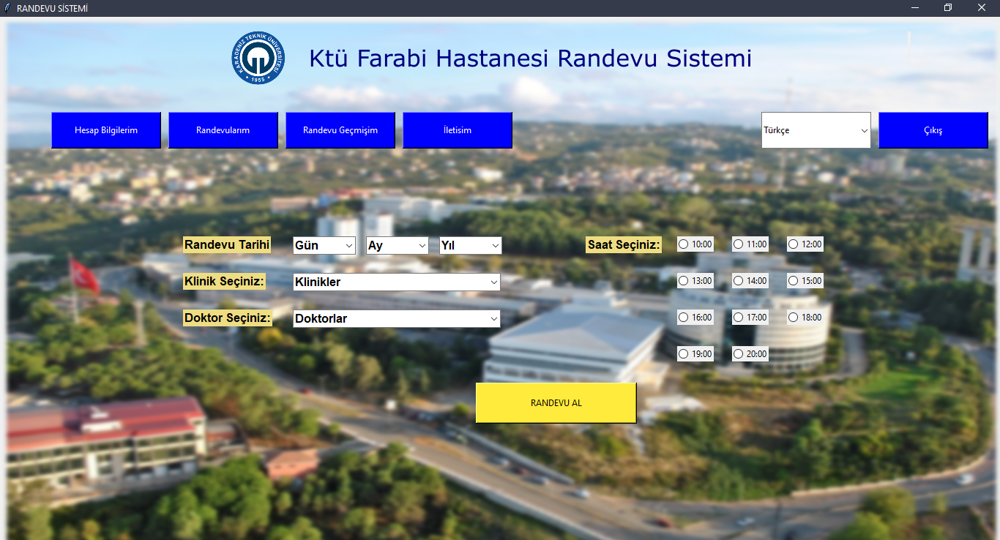 RANDEVU SİSTEMİ
KARADENİZ TEKNİK ÜNİVERSİTESİ
1955
Ktü Farabi Hastanesi Randevu Sistemi
Hesap Bilgilerim
Randevularım
Randevu Geçmişim
İletisim
Türkçe
Çıkış
Randevu Tarihi
Gün
Ay
Yıl
Klinik Seçiniz:
Klinikler
Doktor Seçiniz:
Doktorlar
Saat Seçiniz:
10:00
11:00
12:00
13:00
14:00
15:00
16:00
17:00
18:00
19:00
20:00
RANDEVU AL